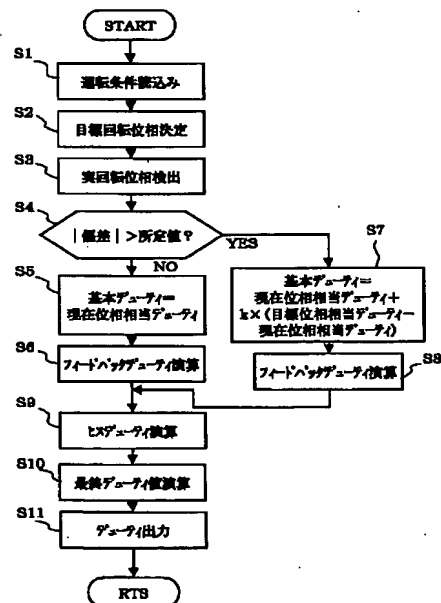 START
S1
運転条件読込み
S2
目標回転位相決定
S3
実回転位相検出
S4
|偏差|>所定値?
YES
NO
S5
基本デューティ=
現在位相相当デューティ
S7
基本デューティ=
現在位相相当デューティ+
k×(目標位相相当デューティー
現在位相相当デューティ)
S6
フィードバックデューティ演算
S8
フィードバックデューティ演算
S9
ヒスデューティ演算
S10
最終デューティ値演算
S11
デューティ出力
RTS